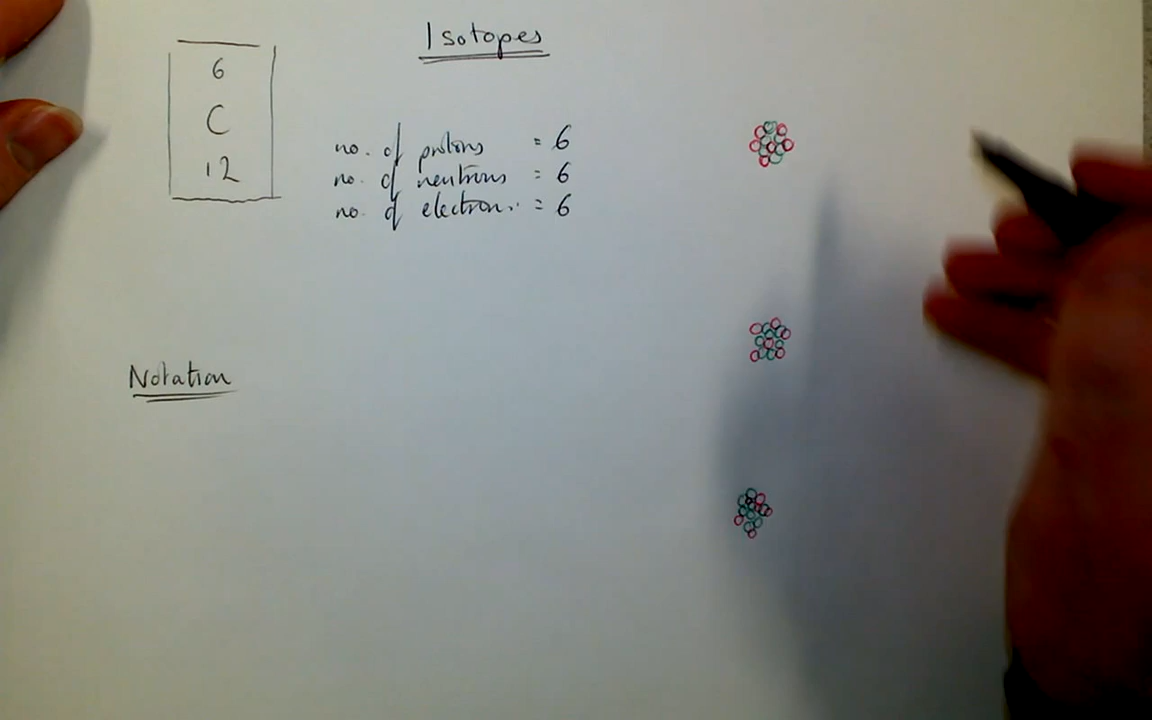 Isotopes
6
C
12
no. of protons = 6
no. of neutrons = 6
no. of electrons = 6
Notation